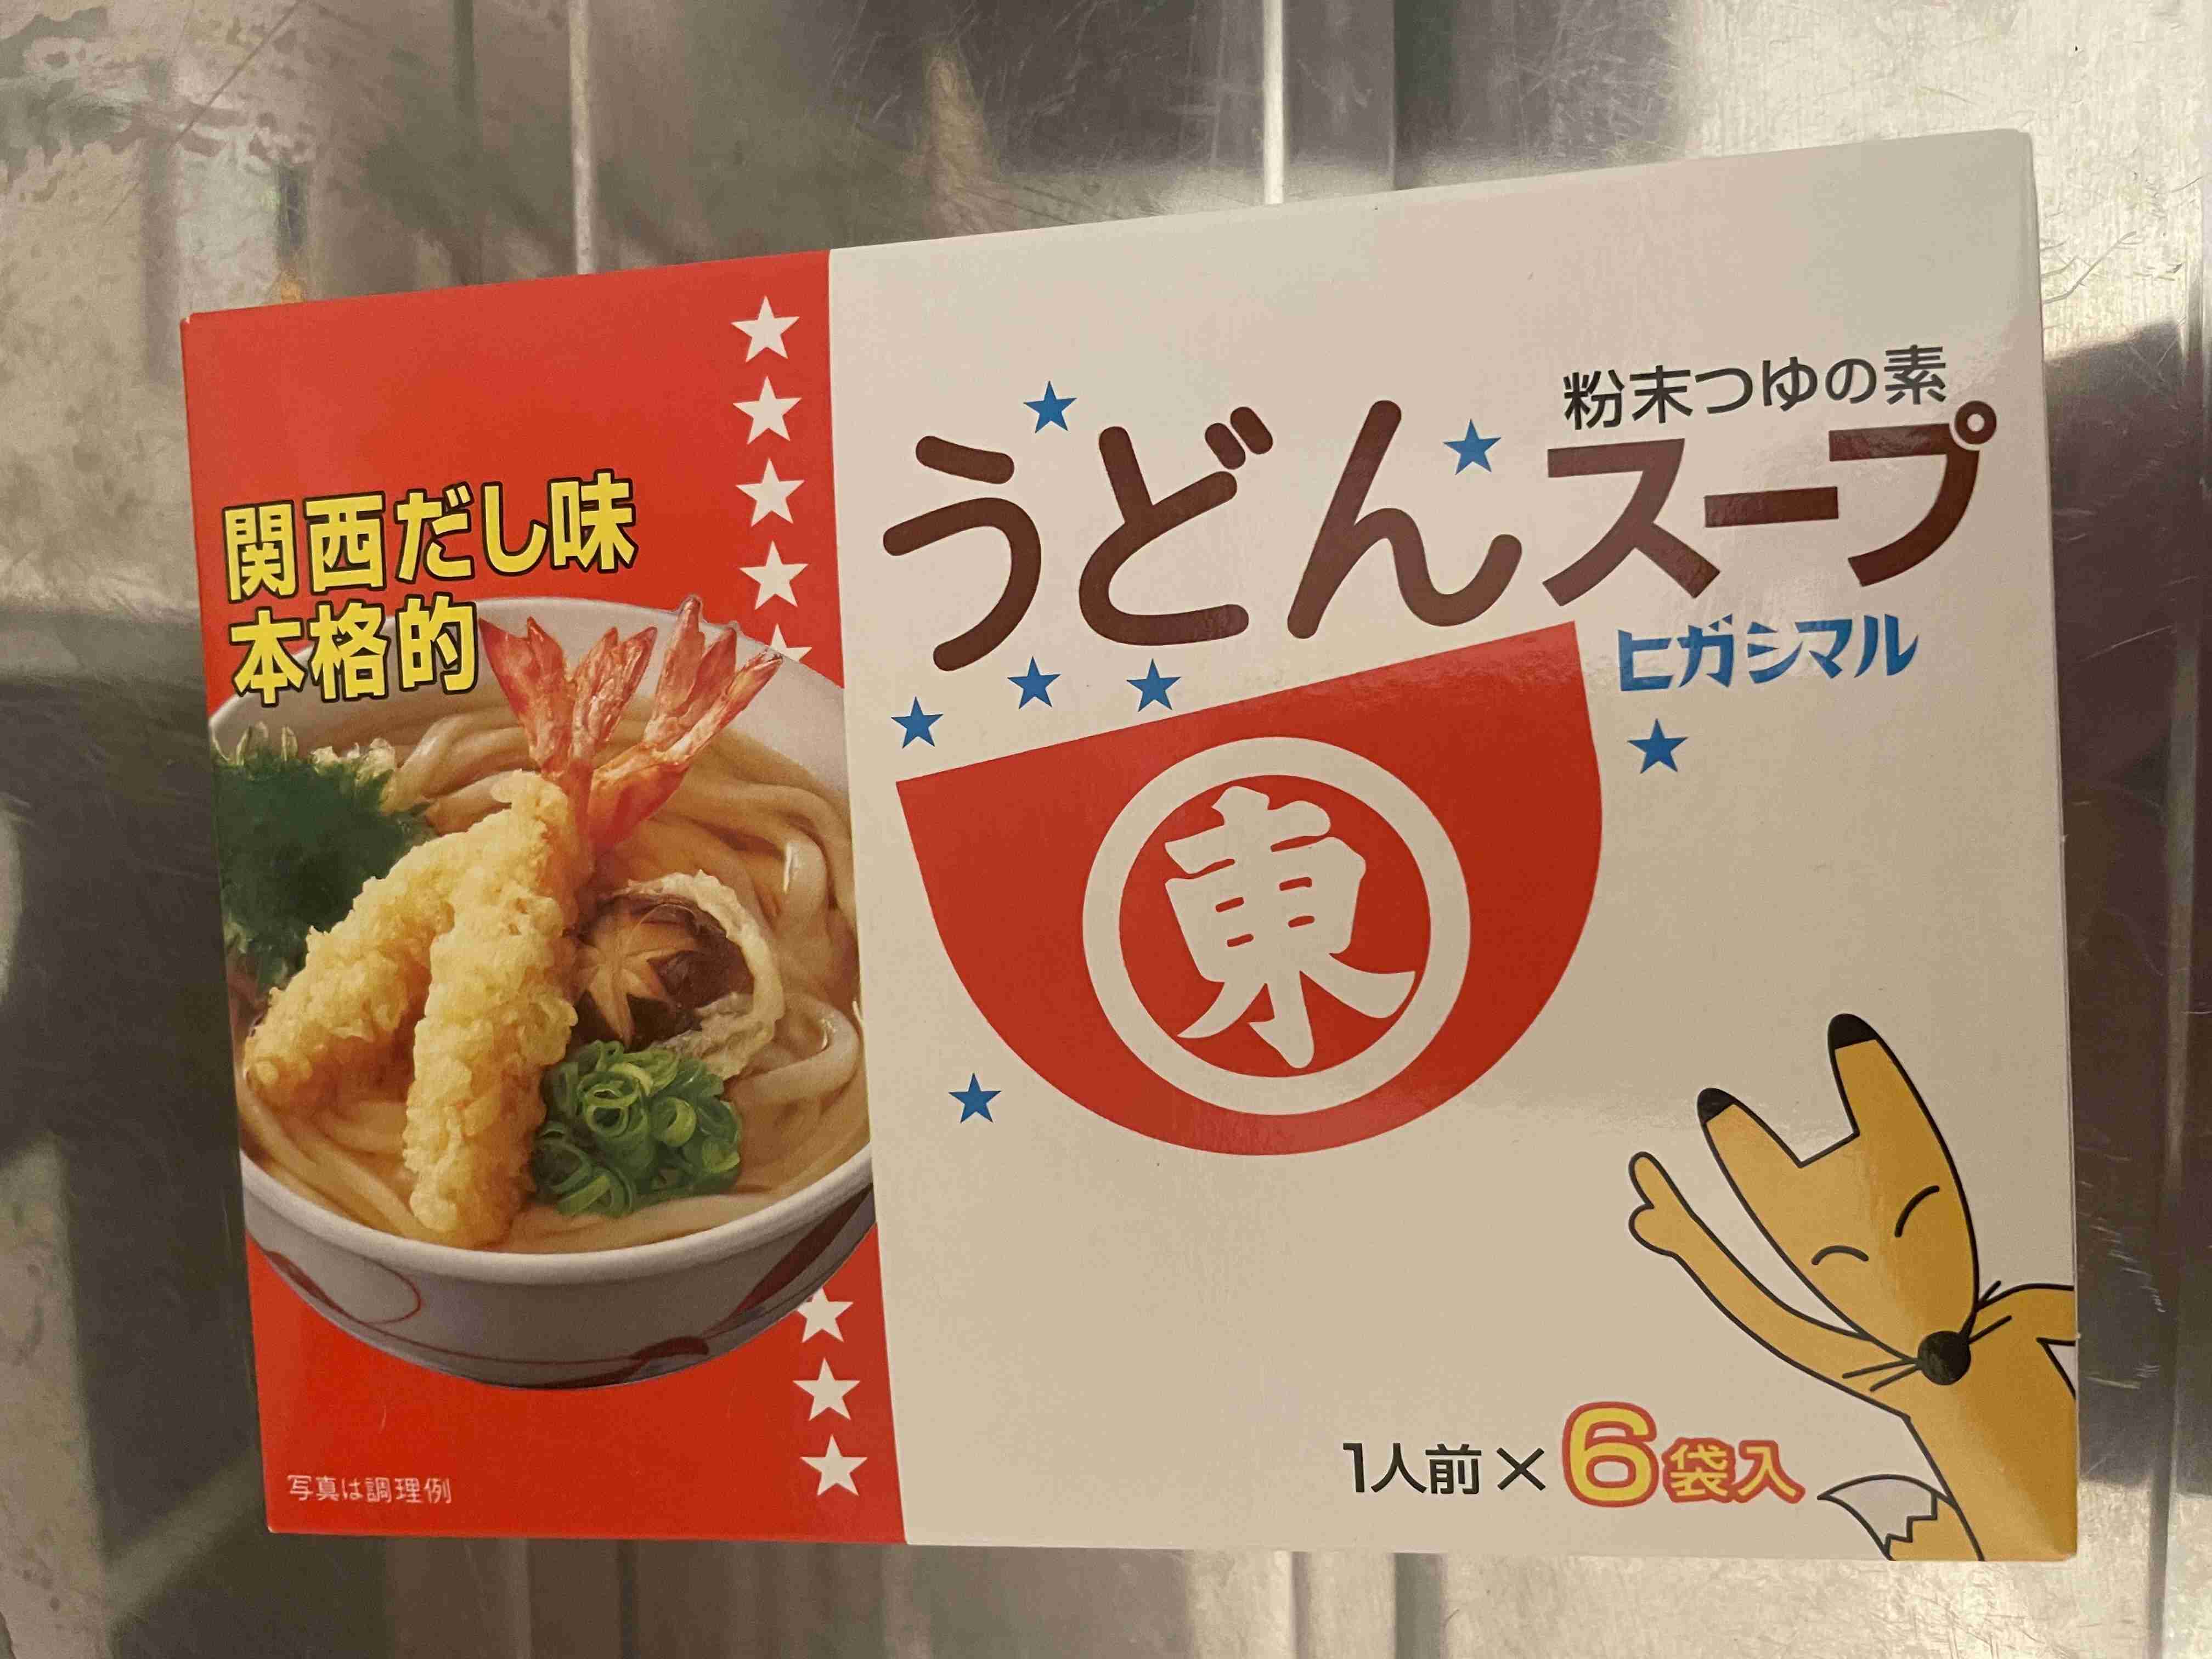 関西だし味
本格的
写真は調理例
粉末つゆの素
うどんスープ
ヒガシマル
東
1人前×6袋入